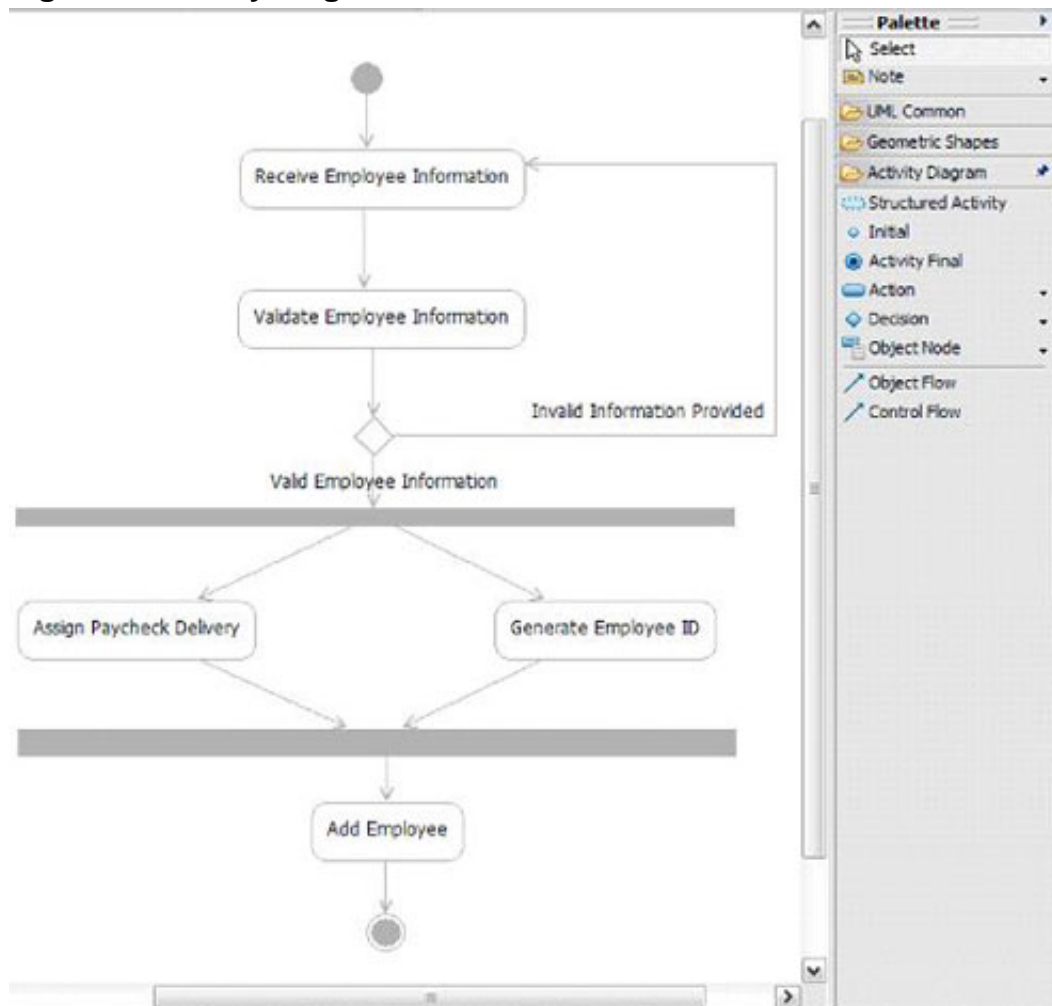 Palette
Select
Note
UML Common
Geometric Shapes
Activity Diagram
Structured Activity
Initial
Activity Final
Action
Decision
Object Node
Object Flow
Control Flow
Receive Employee Information
Validate Employee Information
Invalid Information Provided
Valid Employee Information
Assign Paycheck Delivery
Generate Employee ID
Add Employee